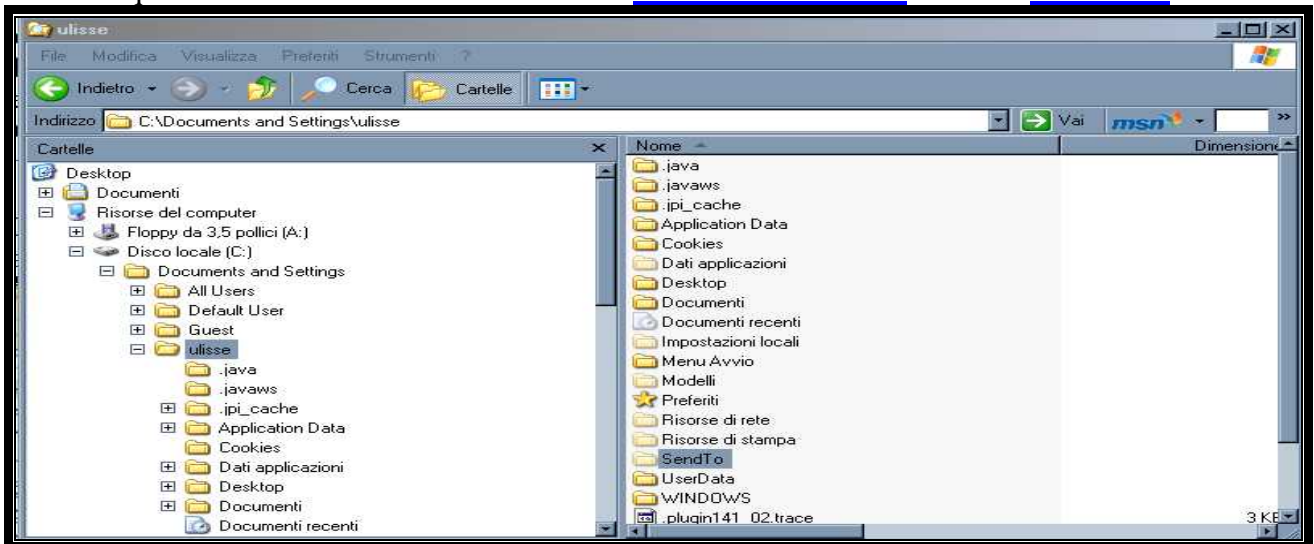 ulisse
File Modifica Visualizza Preferiti Strumenti ?
Indietro Cerca Cartelle
Indirizzo C:\Documents and Settings\ulisse Vai msn »
Cartelle
Desktop
Documenti
Risorse del computer
Floppy da 3,5 pollici (A:)
Disco locale (C:)
Documents and Settings
All Users
Default User
Guest
ulisse
.java
.javaws
.jpi_cache
Application Data
Cookies
Dati applicazioni
Desktop
Documenti
Documenti recenti
Nome Dimensione
.java
.javaws
.jpi_cache
Application Data
Cookies
Dati applicazioni
Desktop
Documenti
Documenti recenti
Impostazioni locali
Menu Avvio
Modelli
Preferiti
Risorse di rete
Risorse di stampa
SendTo
UserData
WINDOWS
.plugin141_02.trace 3 KB